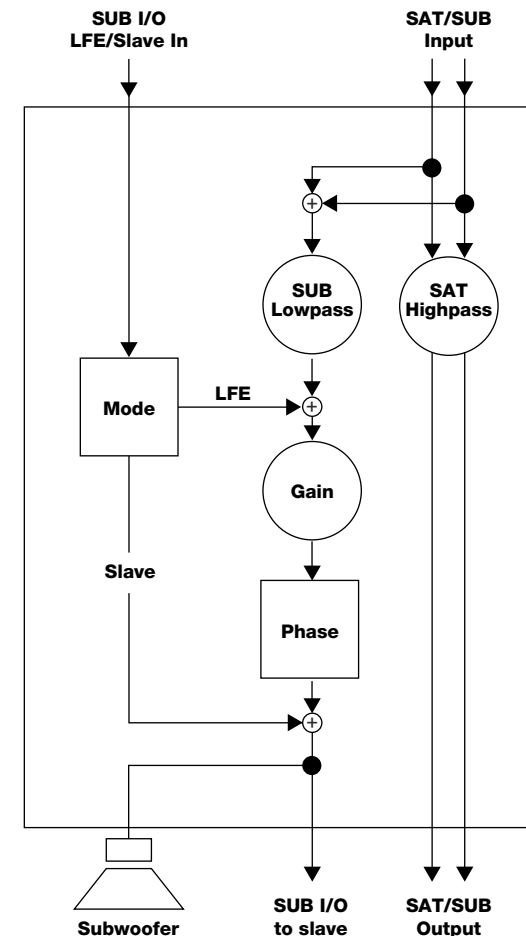 SUB I/O
LFE/Slave In
SAT/SUB
Input
+
SUB
Lowpass
SAT
Highpass
Mode
LFE
+
Gain
Slave
Phase
+
Subwoofer
SUB I/O
to slave
SAT/SUB
Output